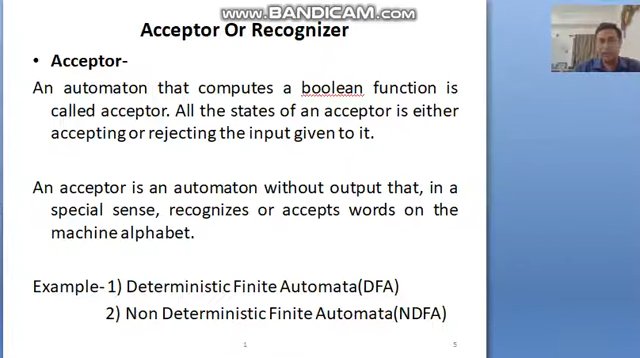 www.BANDICAM.com
Acceptor Or Recognizer
• Acceptor-
An automaton that computes a boolean function is
called acceptor. All the states of an acceptor is either
accepting or rejecting the input given to it.
An acceptor is an automaton without output that, in a
special sense, recognizes or accepts words on the
machine alphabet.
Example- 1) Deterministic Finite Automata(DFA)
2) Non Deterministic Finite Automata(NDFA)
1
5